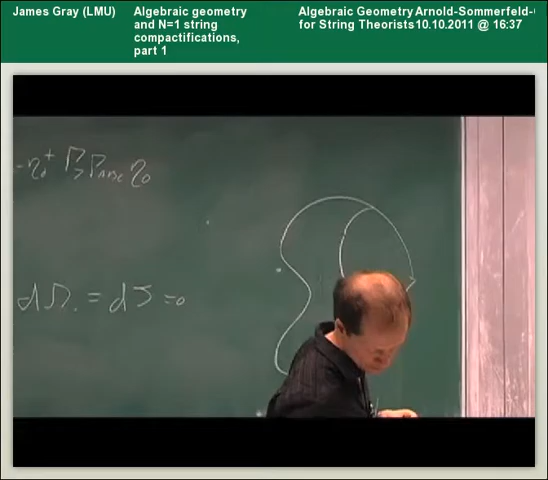 James Gray (LMU)
Algebraic geometry
and N=1 string
compactifications,
part 1
Algebraic Geometry
for String Theorists
Arnold-Sommerfeld-
10.10.2011 @ 16:37
dΩ = dJ = 0